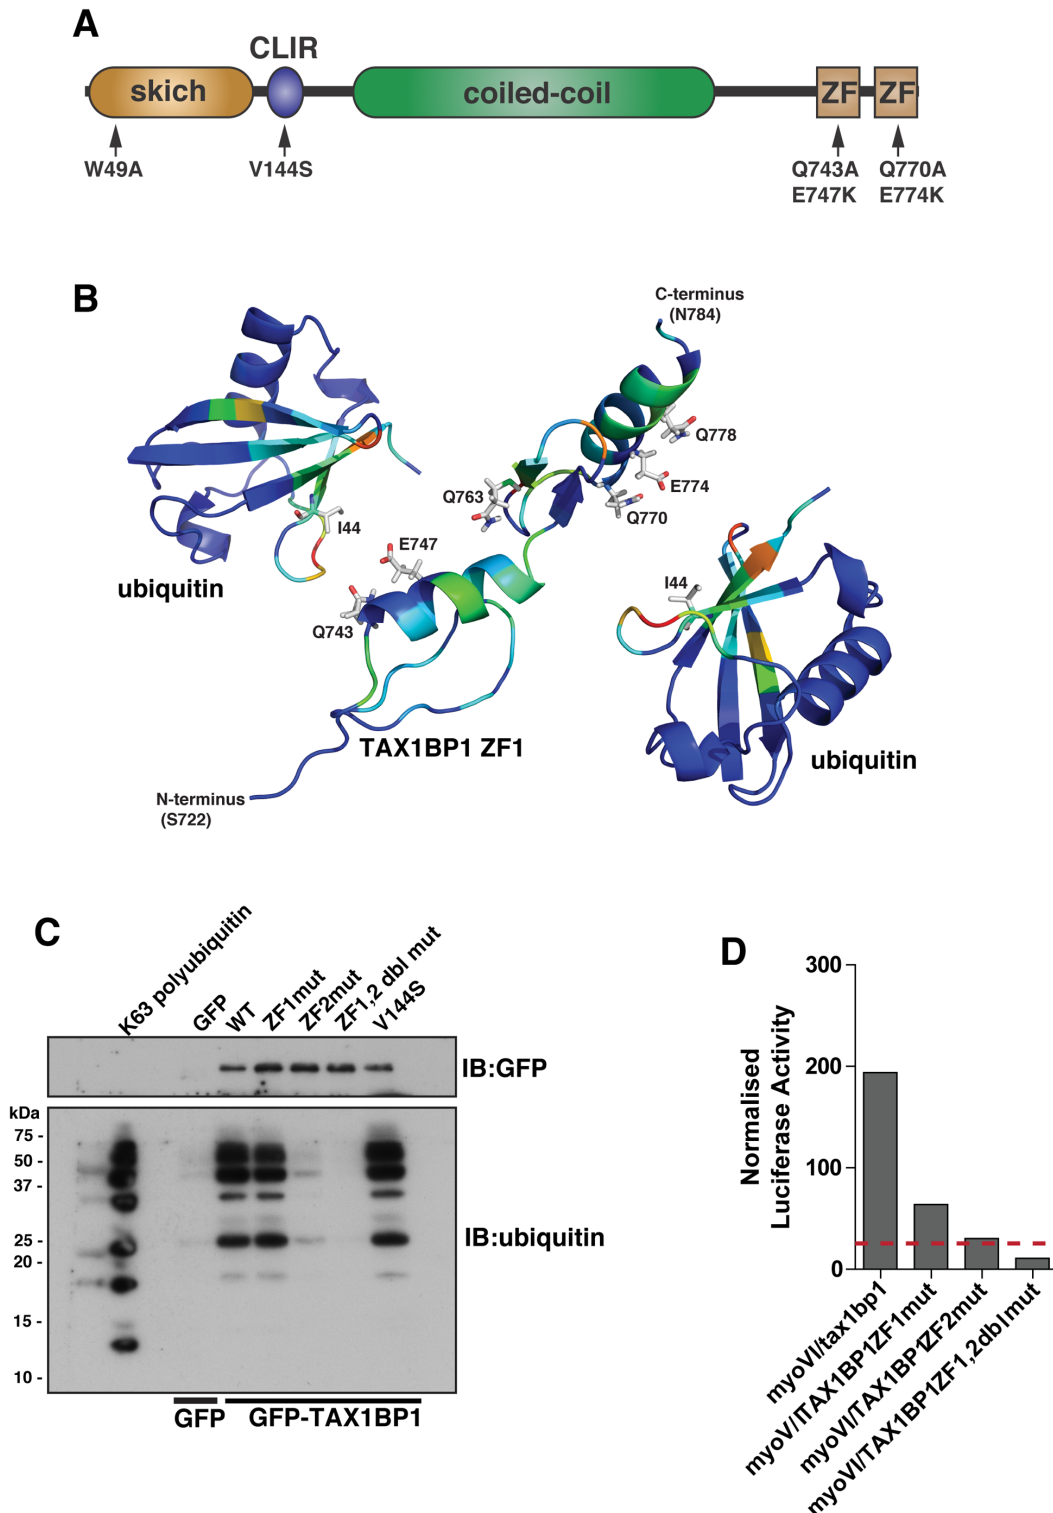 A
CLIR
skich
coiled-coil
ZF
ZF
W49A
V144S
Q743A
E747K
Q770A
E774K
B
C-terminus
(N784)
Q778
E774
Q763
Q770
I44
E747
ubiquitin
I44
Q743
TAX1BP1 ZF1
ubiquitin
N-terminus
(S722)
C
K63 polyubiquitin
GFP
WT
ZF1mut
ZF2mut
ZF1,2 dbl mut
V144S
IB:GFP
kDa
75 -
50 -
37 -
25 -
20 -
15 -
10 -
IB:ubiquitin
GFP
GFP-TAX1BP1
D
Normalised
Luciferase Activity
300
200
100
0
myoVI/tax1bp1
myoV/ITAX1BP1ZF1mut
myoVI/TAX1BP1ZF2mut
myoVI/TAX1BP1ZF1,2dblmut